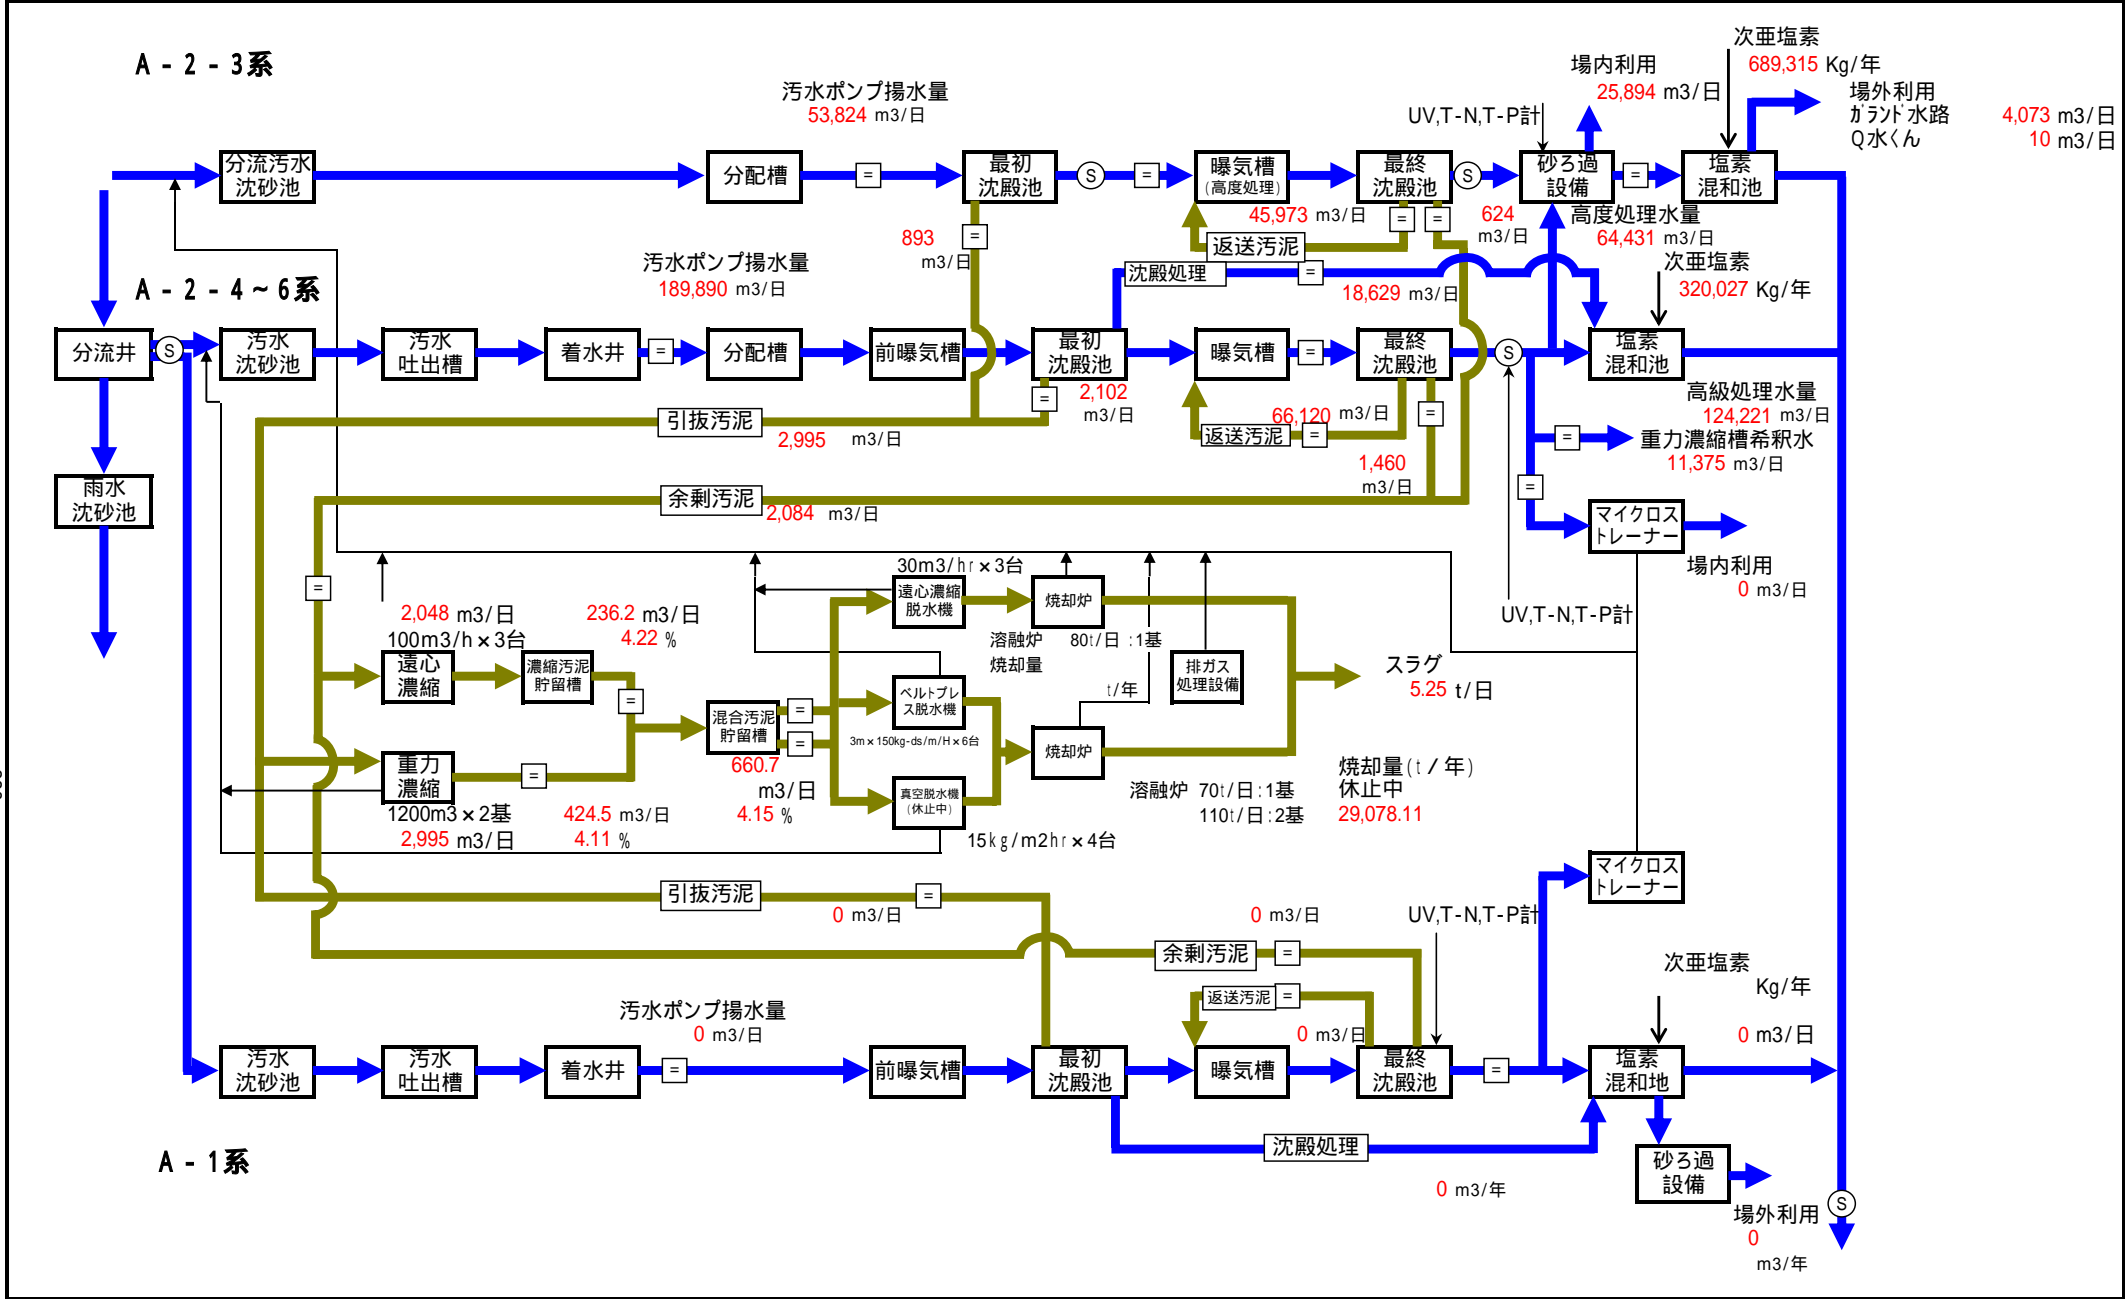 A - 2 - 3系
汚水ポンプ揚水量
53,824 m3/日
UV,T-N,T-P計
場内利用
25,894 m3/日
次亜塩素
689,315 Kg/年
場外利用
ガランド水路 4,073 m3/日
Q水くん 10 m3/日
分流汚水
沈砂池
分配槽
=
最初
沈殿池
S
=
曝気槽
(高度処理)
最終
沈殿池
S
砂ろ過
設備
=
塩素
混和池
893
m3/日
=
45,973 m3/日
返送汚泥
=
=
624
m3/日
高度処理水量
64,431 m3/日
A - 2 - 4 ~ 6系
汚水ポンプ揚水量
189,890 m3/日
沈殿処理
=
18,629 m3/日
次亜塩素
320,027 Kg/年
分流井
S
汚水
沈砂池
汚水
吐出槽
着水井
=
分配槽
前曝気槽
最初
沈殿池
曝気槽
=
最終
沈殿池
S
塩素
混和池
=
2,102
m3/日
引抜汚泥
2,995 m3/日
66,120 m3/日
返送汚泥
=
=
1,460
m3/日
高級処理水量
124,221 m3/日
=
重力濃縮槽希釈水
11,375 m3/日
=
雨水
沈砂池
余剰汚泥
2,084 m3/日
マイクロス
トレーナー
場内利用
0 m3/日
UV,T-N,T-P計
=
2,048 m3/日
100m3/h×3台
遠心
濃縮
濃縮汚泥
貯留槽
236.2 m3/日
4.22 %
=
30m3/hr×3台
遠心濃縮
脱水機
焼却炉
溶融炉 80t/日 :1基
焼却量
t/年
排ガス
処理設備
スラグ
5.25 t/日
混合汚泥
貯留槽
=
=
ベルトプレ
ス脱水機
3m×150kg-ds/m/H×6台
焼却炉
重力
濃縮
=
1200m3×2基
2,995 m3/日
424.5 m3/日
4.11 %
660.7
m3/日
4.15 %
真空脱水機
(休止中)
15kg/m2hr×4台
溶融炉 70t/日:1基
110t/日:2基
焼却量(t/年)
休止中
29,078.11
マイクロス
トレーナー
引抜汚泥
=
0 m3/日
0 m3/日
UV,T-N,T-P計
余剰汚泥
=
返送汚泥
=
0 m3/日
次亜塩素
Kg/年
0 m3/日
汚水ポンプ揚水量
0 m3/日
汚水
沈砂池
汚水
吐出槽
着水井
=
前曝気槽
最初
沈殿池
曝気槽
最終
沈殿池
=
塩素
混和地
沈殿処理
0 m3/年
A - 1系
砂ろ過
設備
場外利用
0
m3/年
S